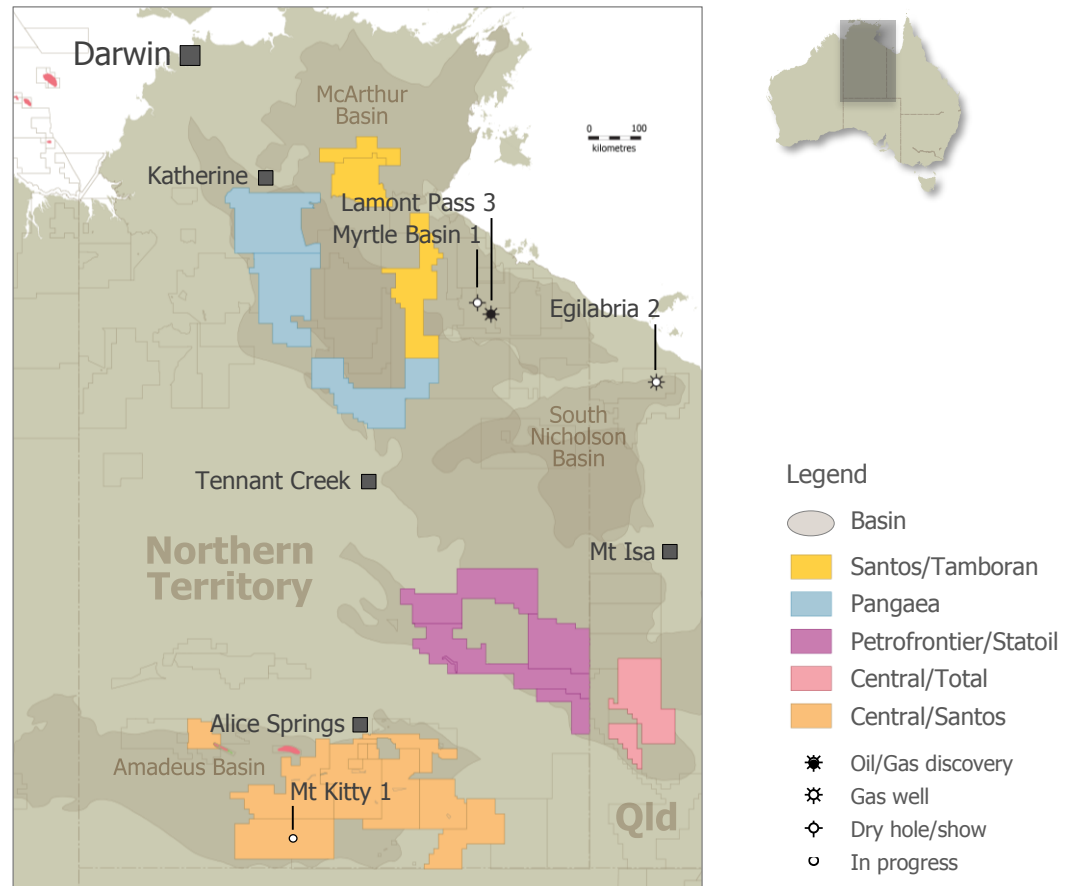 Darwin
McArthur
Basin
0 100
kilometres
Katherine
Lamont Pass 3
Myrtle Basin 1
Egilabria 2
South
Nicholson
Basin
Tennant Creek
Northern
Territory
Mt Isa
Alice Springs
Amadeus Basin
Mt Kitty 1
Qld
Legend
Basin
Santos/Tamboran
Pangaea
Petrofrontier/Statoil
Central/Total
Central/Santos
Oil/Gas discovery
Gas well
Dry hole/show
In progress